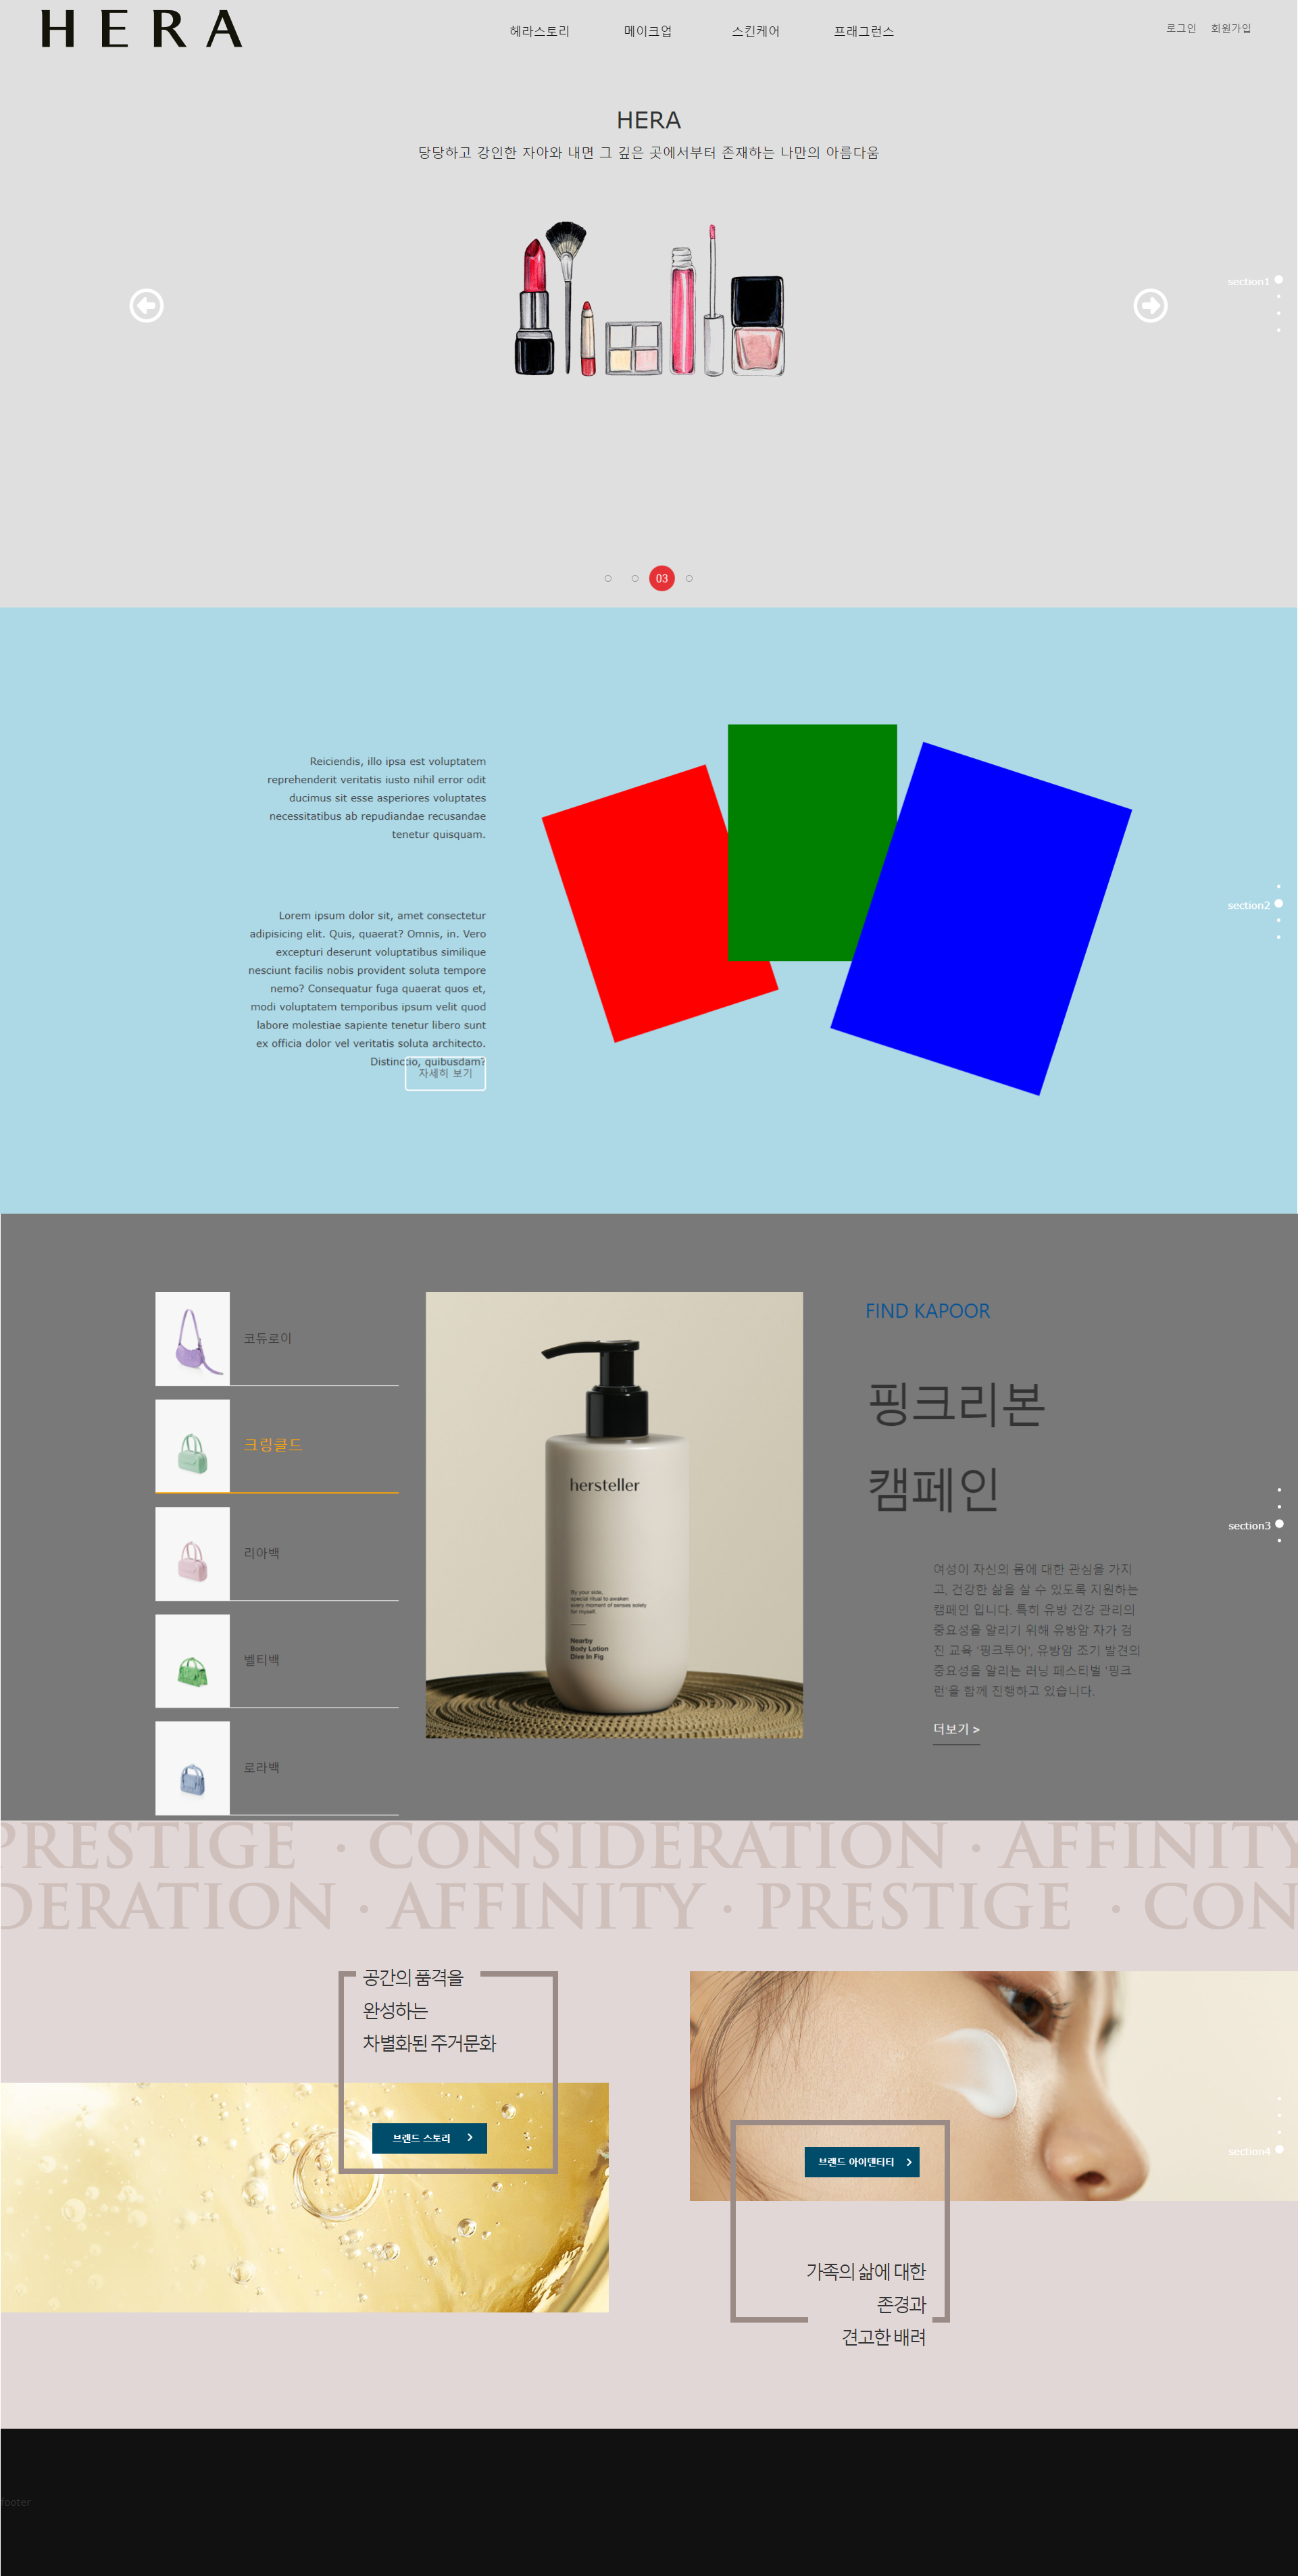 HERA
헤라스토리 메이크업 스킨케어 프래그런스
로그인 회원가입
HERA
당당하고 강인한 자아와 내면 그 깊은 곳에서부터 존재하는 나만의 아름다움
section1
03
Reiciendis, illo ipsa est voluptatem
reprehenderit veritatis iusto nihil error odit
ducimus sit esse asperiores voluptates
necessitatibus ab repudiandae recusandae
tenetur quisquam.
Lorem ipsum dolor sit, amet consectetur
adipisicing elit. Quis, quaerat? Omnis, in. Vero
excepturi deserunt voluptatibus similique
nesciunt facilis nobis provident soluta tempore
nemo? Consequatur fuga quaerat quos et,
modi voluptatem temporibus ipsum velit quod
labore molestiae sapiente tenetur libero sunt
ex officia dolor vel veritatis soluta architecto.
Distinctio, quibusdam?
자세히 보기
section2
코듀로이
크링클드
리아백
벨티백
로라백
hersteller
By your side,
special ritual to awaken
every moment of senses solely
for myself.
Nearby
Body Lotion
Dive In Fig
FIND KAPOOR
핑크리본
캠페인
여성이 자신의 몸에 대한 관심을 가지
고, 건강한 삶을 살 수 있도록 지원하는
캠페인 입니다. 특히 유방 건강 관리의
중요성을 알리기 위해 유방암 자가 검
진 교육 '핑크투어', 유방암 조기 발견의
중요성을 알리는 러닝 페스티벌 '핑크
런'을 함께 진행하고 있습니다.
더보기 >
section3
PRESTIGE · CONSIDERATION · AFFINITY
DERATION · AFFINITY · PRESTIGE · CON
공간의 품격을
완성하는
차별화된 주거문화
브랜드 스토리
브랜드 아이덴티티
section4
가족의 삶에 대한
존경과
견고한 배려
footer